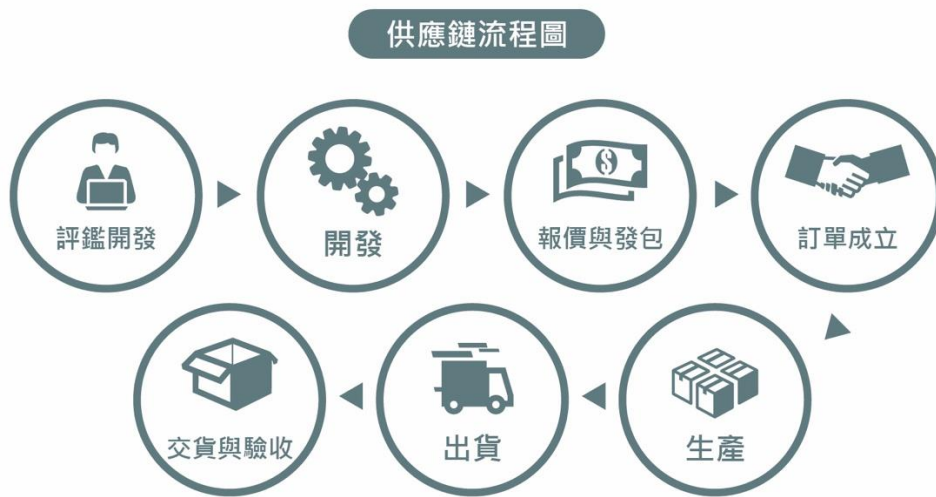 供應鏈流程圖
評鑑開發
開發
報價與發包
訂單成立
生產
出貨
交貨與驗收